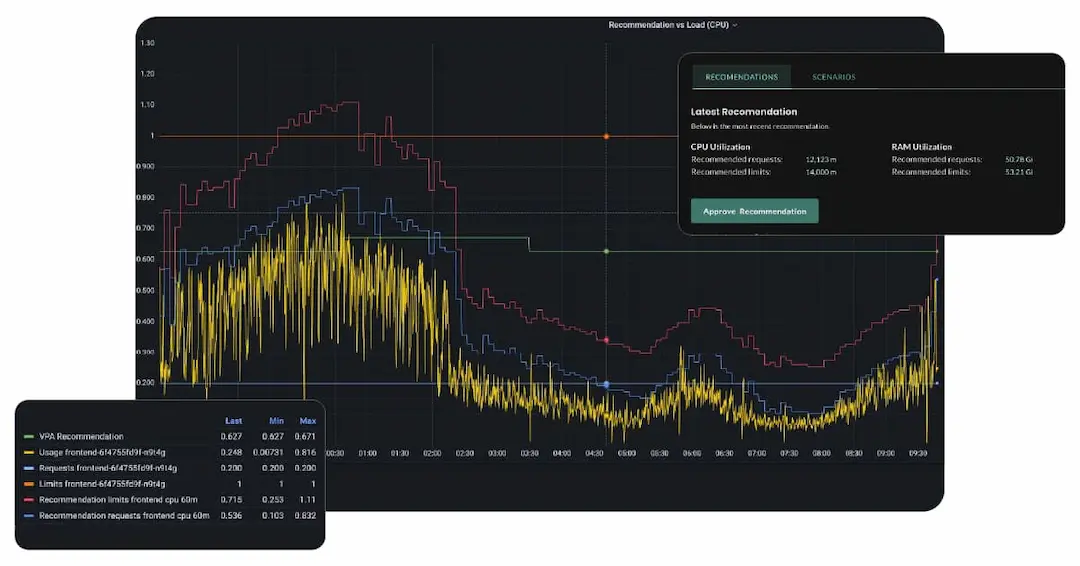 Recommendation vs Load (CPU)
1.30
1.20
1.10
1
0.900
0.800
0.700
0.600
0.500
0.400
0.300
0.200
00:30 01:00 01:30 02:00 02:30 03:00 03:30 04:00 04:30 05:00 05:30 06:00 06:30 07:00 07:30 08:00 08:30 09:00 09:30
RECOMENDATIONS SCENARIOS
Latest Recomendation
Below is the most recent recommendation.
CPU Utilization RAM Utilization
Recommended requests: 12,123 m Recommended requests: 50.78 Gi
Recommended limits: 14,000 m Recommended limits: 53.21 Gi
Approve Recommendation
Last Min Max
VPA Recommendation 0.627 0.627 0.671
Usage frontend-6f4755fd9f-n9t4g 0.248 0.00731 0.816
Requests frontend-6f4755fd9f-n9t4g 0.200 0.200 0.200
Limits frontend-6f4755fd9f-n9t4g 1 1 1
Recommendation limits frontend cpu 60m 0.715 0.253 1.11
Recommendation requests frontend cpu 60m 0.536 0.103 0.832